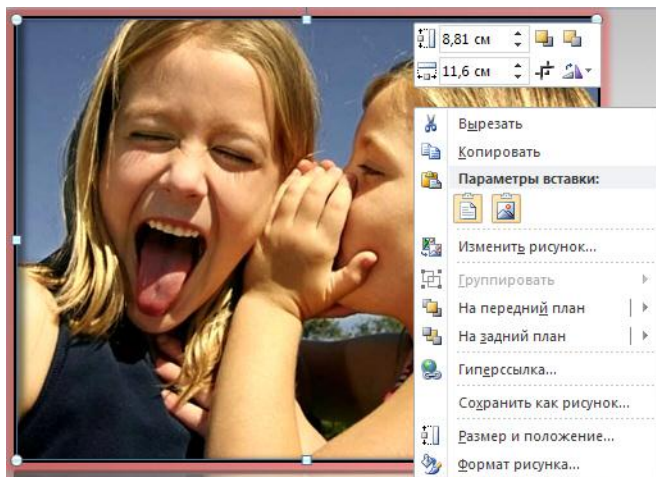 8,81 см
11,6 см
Вырезать
Копировать
Параметры вставки:
Изменить рисунок...
Группировать
На передний план
На задний план
Гиперссылка...
Сохранить как рисунок...
Размер и положение...
Формат рисунка...